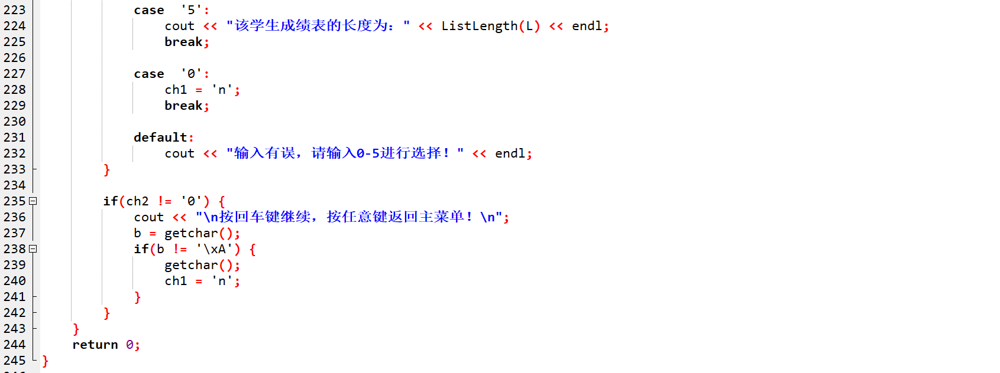 223 case '5':
224 cout << "该学生成绩表的长度为：" << ListLength(L) << endl;
225 break;
226
227 case '0':
228 ch1 = 'n';
229 break;
230
231 default:
232 cout << "输入有误，请输入0-5进行选择！" << endl;
233 }
234
235 if(ch2 != '0') {
236 cout << "\n按回车键继续，按任意键返回主菜单！\n";
237 b = getchar();
238 if(b != '\xA') {
239 getchar();
240 ch1 = 'n';
241 }
242 }
243 }
244 return 0;
245 }